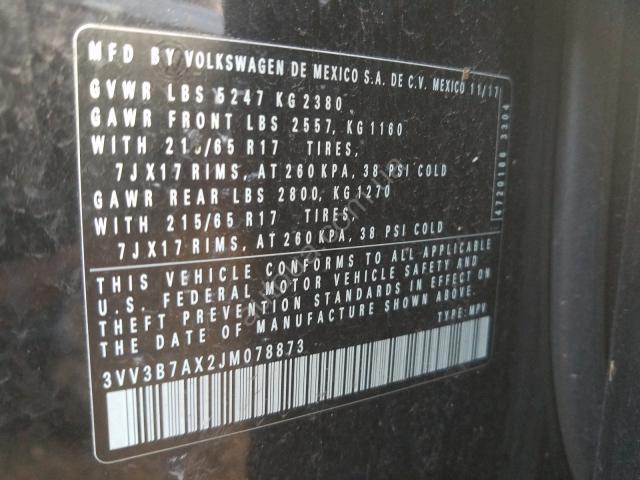 MFD BY VOLKSWAGEN DE MEXICO S.A. DE C.V. MEXICO 11/17
GVWR LBS 5247 KG 2380
GAWR FRONT LBS 2557, KG 1160
WITH 215/65 R17 TIRES,
7JX17 RIMS, AT 260 KPA, 38 PSI COLD
GAWR REAR LBS 2800, KG 1270
WITH 215/65 R17 TIRES,
7JX17 RIMS, AT 260 KPA, 38 PSI COLD
THIS VEHICLE CONFORMS TO ALL APPLICABLE
U.S. FEDERAL MOTOR VEHICLE SAFETY AND
THEFT PREVENTION STANDARDS IN EFFECT ON
THE DATE OF MANUFACTURE SHOWN ABOVE.
TYPE: MPV
3VV3B7AX2JM078873
4720188 3204